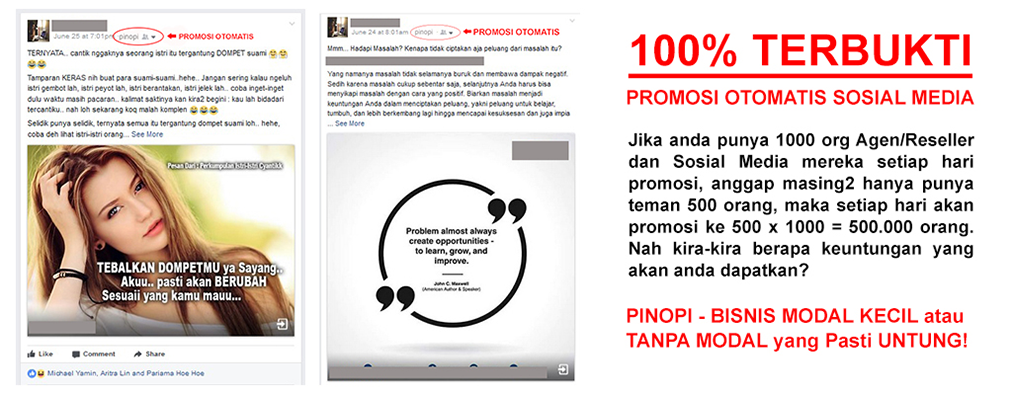 June 25 at 7:01pm
pinopi
PROMOSI OTOMATIS
TERNYATA.. cantik nggaknya seorang istri itu tergantung DOMPET suami
Tamparan KERAS nih buat para suami-suami..hehe.. Jangan sering kalau ngeluh
istri gembot lah, istri peyot lah, istri berantakan, istri jelek lah.. coba inget-inget
dulu waktu masih pacaran.. kalimat saktinya kan kira2 begini : kau lah bidadari
tercantiku.. nah loh sekarang koq malah komplen
Selidik punya selidik, ternyata semua itu tergantung dompet suami loh.. hehe,
coba deh lihat istri-istri orang... See More
Pesan Dari : Perkumpulan Istri-Istri Cyantikk
TEBALKAN DOMPETMU ya Sayang..
Akuu.. pasti akan BERUBAH
Sesuaii yang kamu mauu...
Like Comment Share
Michael Yamin, Aritra Lin and Pariama Hoe Hoe
June 24 at 8:01am
pinopi
PROMOSI OTOMATIS
Mmm... Hadapi Masalah? Kenapa tidak ciptakan aja peluang dari masalah itu?
Yang namanya masalah tidak selamanya buruk dan membawa dampak negatif.
Sedih karena masalah cukup sebentar saja, selanjutnya Anda harus bisa
menyikapi masalah dengan cara yang positif. Biarkan masalah menjadi
keuntungan Anda dalam menciptakan peluang, yakni peluang untuk belajar,
tumbuh, dan lebih berkembang lagi hingga mencapai kesuksesan dan juga impia
... See More
Problem almost always
create opportunities -
to learn, grow, and
improve.
John C. Maxwell
(American Author & Speaker)
100% TERBUKTI
PROMOSI OTOMATIS SOSIAL MEDIA
Jika anda punya 1000 org Agen/Reseller
dan Sosial Media mereka setiap hari
promosi, anggap masing2 hanya punya
teman 500 orang, maka setiap hari akan
promosi ke 500 x 1000 = 500.000 orang.
Nah kira-kira berapa keuntungan yang
akan anda dapatkan?
PINOPI - BISNIS MODAL KECIL atau
TANPA MODAL yang Pasti UNTUNG!